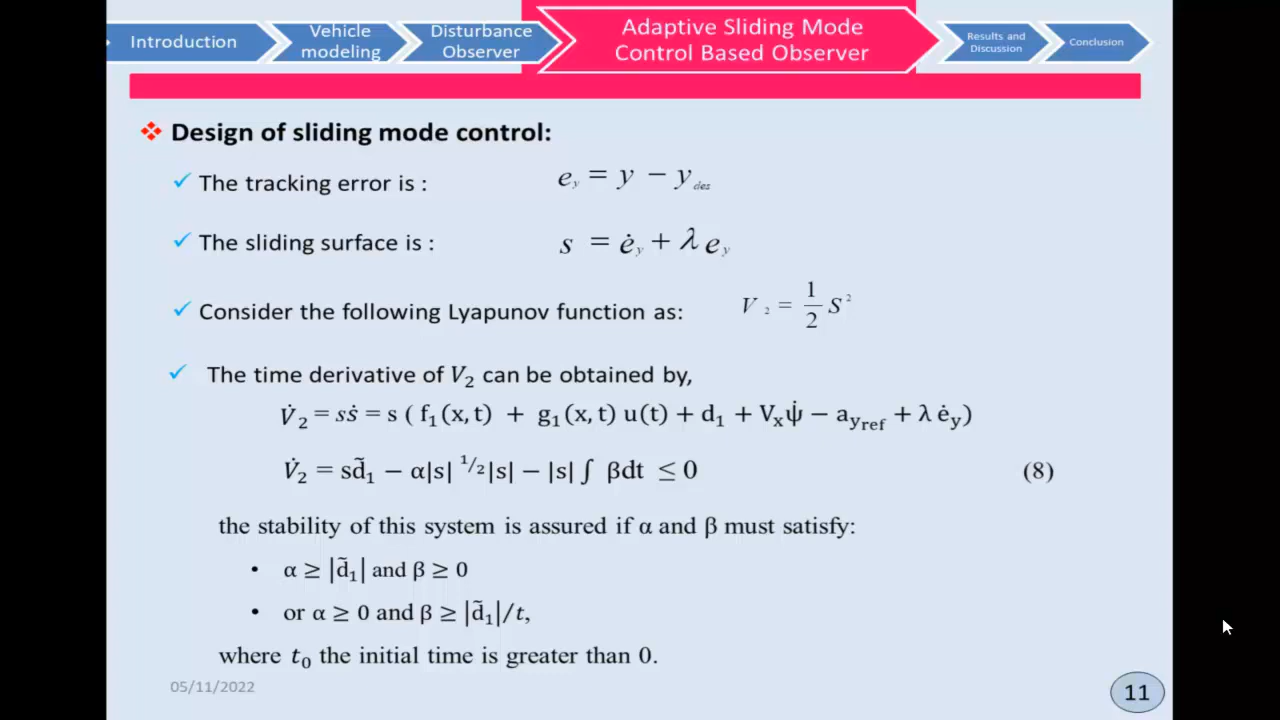 Introduction
Vehicle modeling
Disturbance Observer
Adaptive Sliding Mode Control Based Observer
Results and Discussion
Conclusion
❖ Design of sliding mode control:
✓ The tracking error is : e_y = y − y_des
✓ The sliding surface is : s = ė_y + λ e_y
✓ Consider the following Lyapunov function as: V_2 = 1/2 S^2
✓ The time derivative of V_2 can be obtained by,
V̇_2 = sṡ = s ( f_1(x, t) + g_1(x, t) u(t) + d_1 + V_x ψ̇ − a_yref + λ ė_y)
V̇_2 = sd̃_1 − α|s|^1/2|s| − |s| ∫ βdt ≤ 0 (8)
the stability of this system is assured if α and β must satisfy:
• α ≥ |d̃_1| and β ≥ 0
• or α ≥ 0 and β ≥ |d̃_1|/t,
where t_0 the initial time is greater than 0.
05/11/2022
11